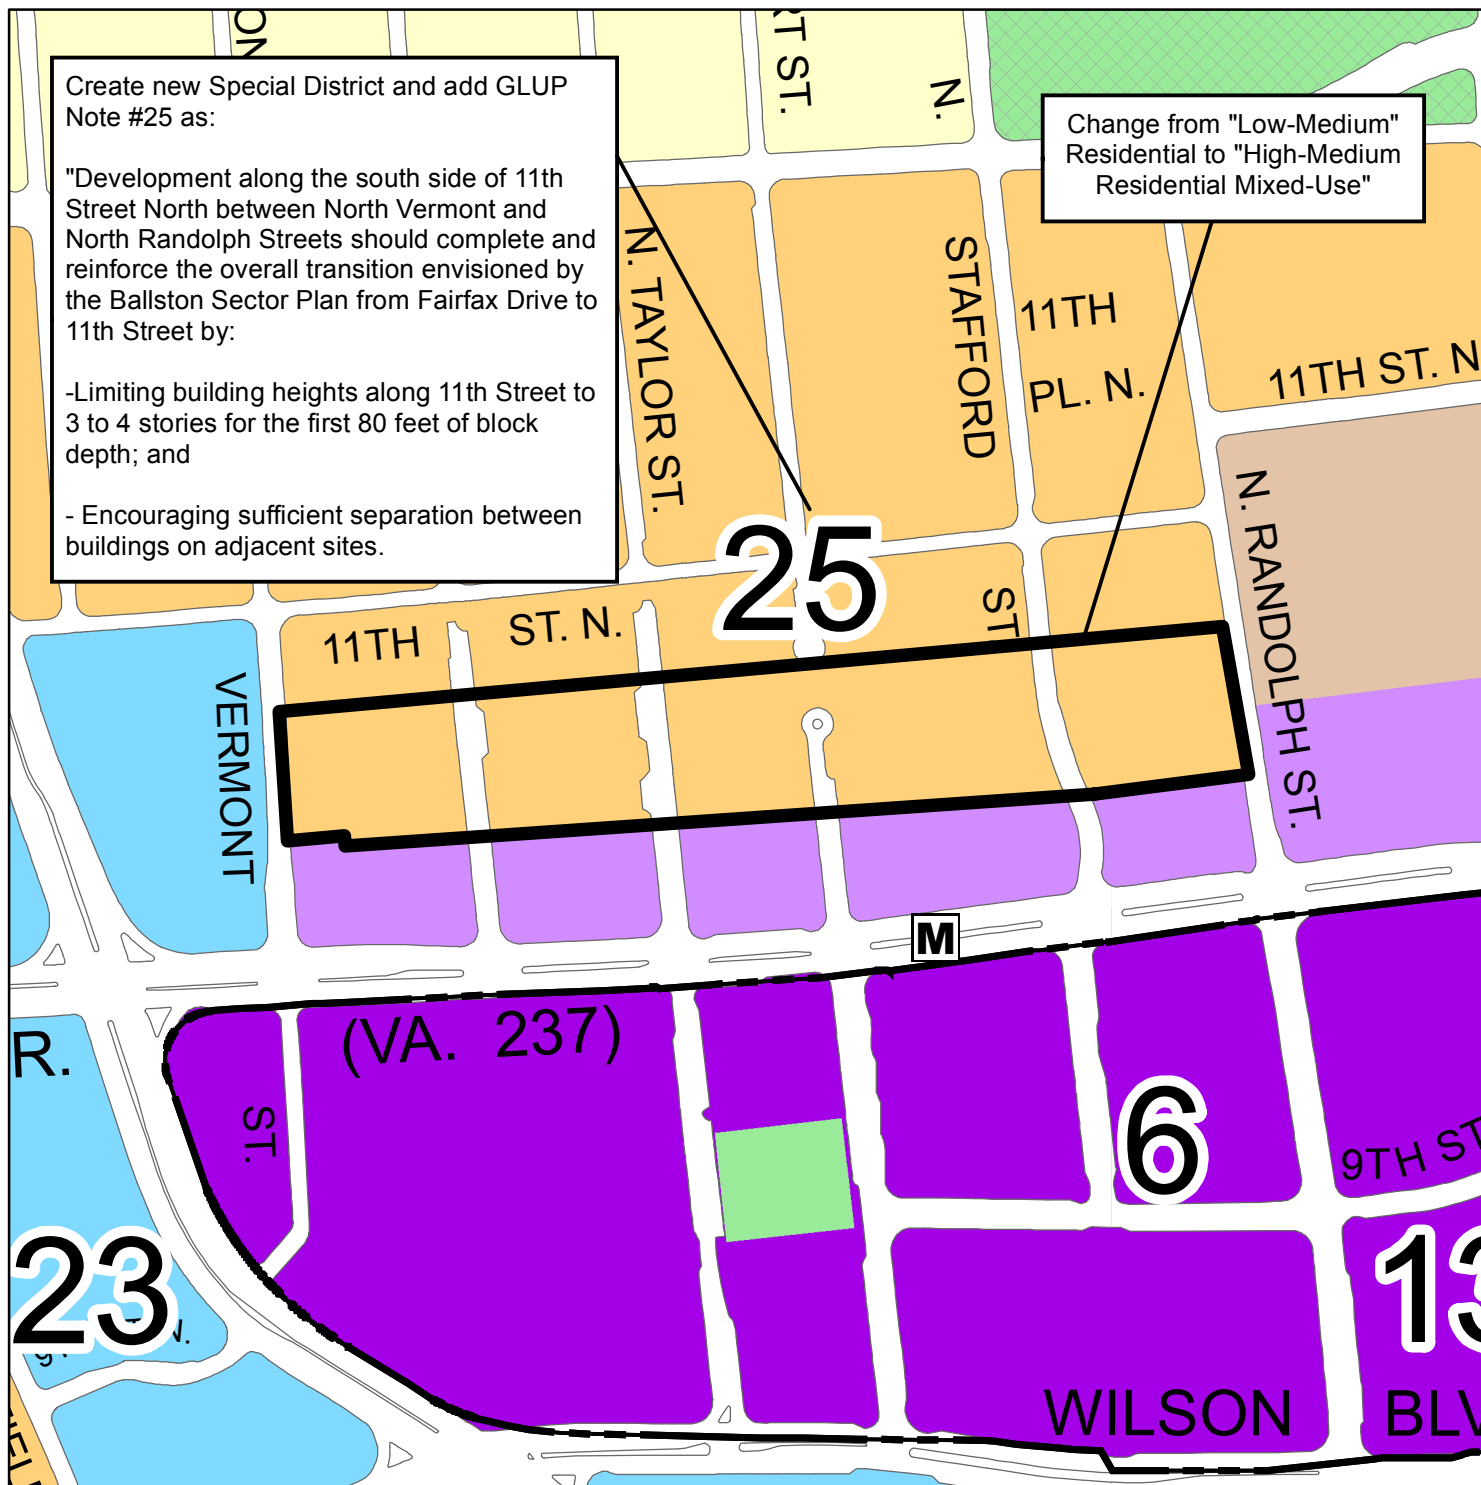 ON
RT ST.
N.
Create new Special District and add GLUP
Note #25 as:
"Development along the south side of 11th
Street North between North Vermont and
North Randolph Streets should complete and
reinforce the overall transition envisioned by
the Ballston Sector Plan from Fairfax Drive to
11th Street by:
-Limiting building heights along 11th Street to
3 to 4 stories for the first 80 feet of block
depth; and
- Encouraging sufficient separation between
buildings on adjacent sites.
Change from "Low-Medium"
Residential to "High-Medium
Residential Mixed-Use"
N. TAYLOR ST.
STAFFORD
ST
11TH
PL. N.
11TH ST. N
N. RANDOLPH ST.
25
11TH
ST. N.
VERMONT
ST.
M
(VA. 237)
R.
6
9TH ST
23
13
WILSON
BLV